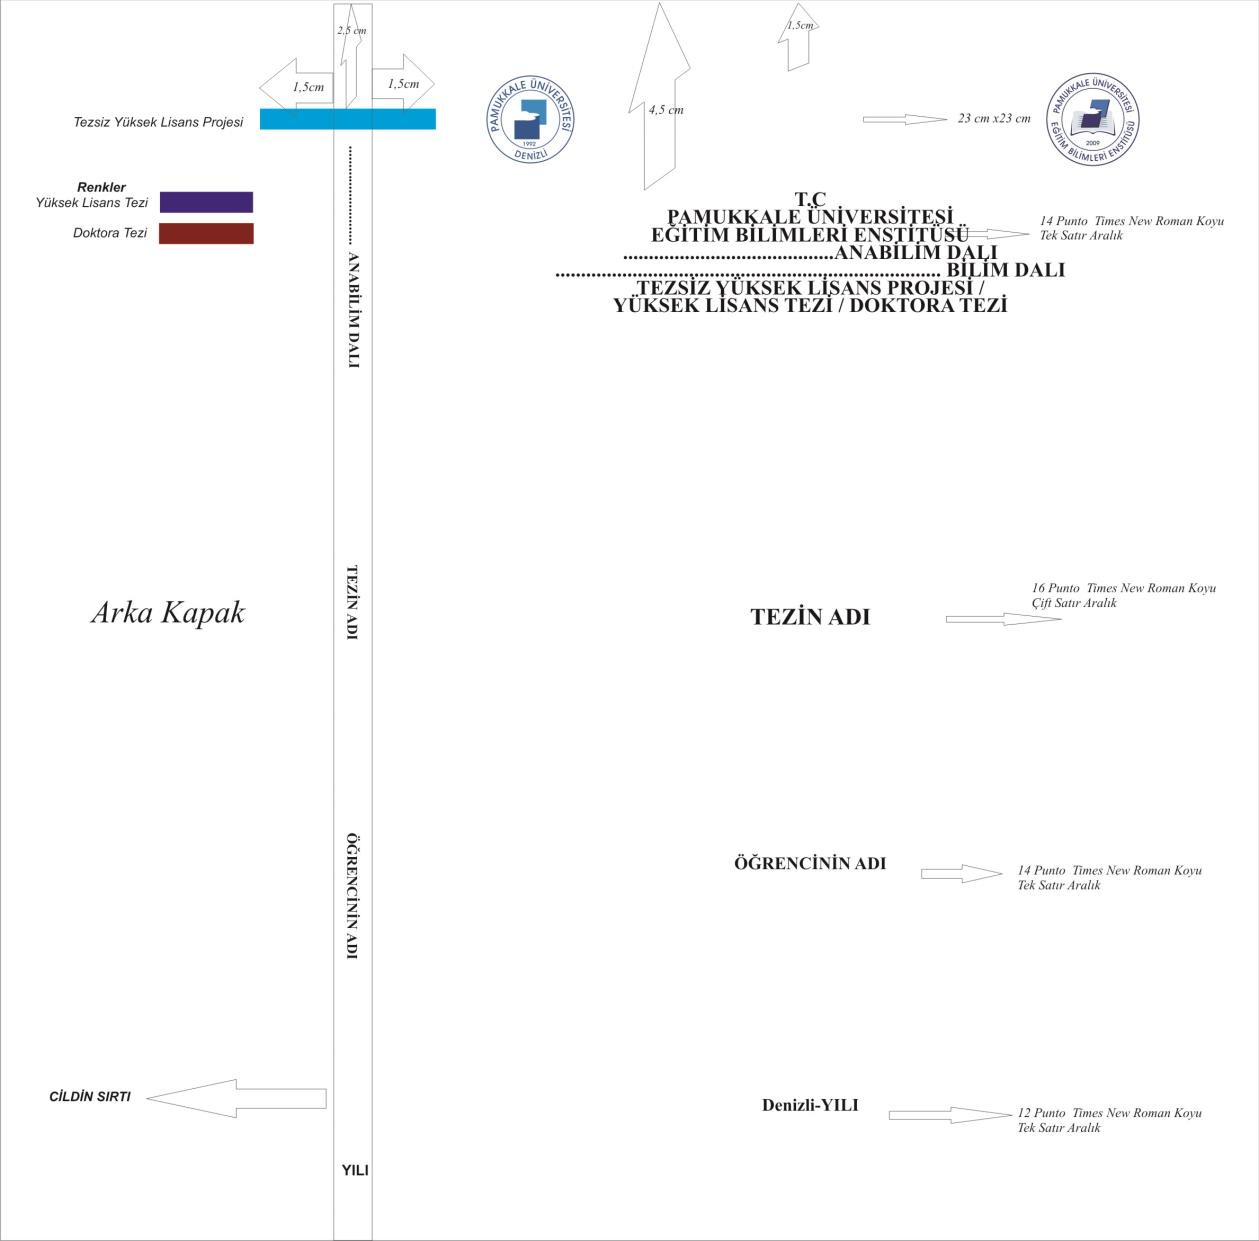 2,5 cm
1,5cm
1,5cm
Tezsiz Yüksek Lisans Projesi
Renkler
Yüksek Lisans Tezi
Doktora Tezi
.......................... ANABİLİM DALI
TEZİN ADI
ÖĞRENCİNİN ADI
YILI
Arka Kapak
CİLDİN SIRTI
PAMUKKALE ÜNİVERSİTESİ
1992
DENİZLİ
4,5 cm
1,5cm
23 cm x23 cm
PAMUKKALE ÜNİVERSİTESİ
EĞİTİM BİLİMLERİ ENSTİTÜSÜ
2009
T.C
PAMUKKALE ÜNİVERSİTESİ
EĞİTİM BİLİMLERİ ENSTİTÜSÜ
..........................................ANABİLİM DALI
............................................................................. BİLİM DALI
TEZSİZ YÜKSEK LİSANS PROJESİ /
YÜKSEK LİSANS TEZİ / DOKTORA TEZİ
14 Punto Times New Roman Koyu
Tek Satır Aralık
TEZİN ADI
16 Punto Times New Roman Koyu
Çift Satır Aralık
ÖĞRENCİNİN ADI
14 Punto Times New Roman Koyu
Tek Satır Aralık
Denizli-YILI
12 Punto Times New Roman Koyu
Tek Satır Aralık